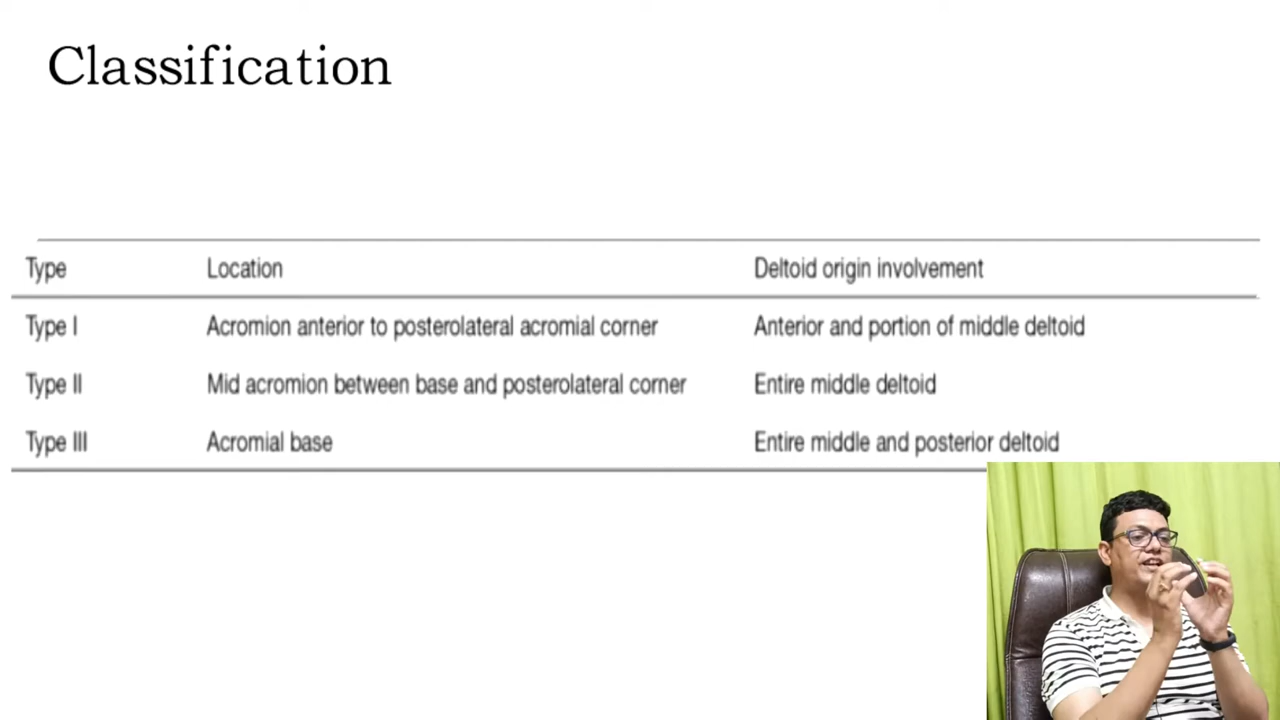 Classification
Type Location Deltoid origin involvement
Type I Acromion anterior to posterolateral acromial corner Anterior and portion of middle deltoid
Type II Mid acromion between base and posterolateral corner Entire middle deltoid
Type III Acromial base Entire middle and posterior deltoid